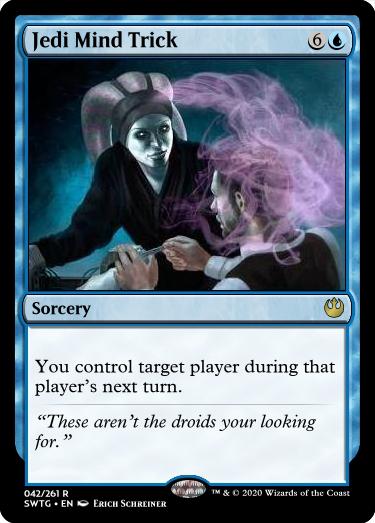 Jedi Mind Trick 6
Sorcery
You control target player during that
player's next turn.
"These aren't the droids your looking
for."
042/261 R
SWTG • EN Erich Schreiner
™ & © 2020 Wizards of the Coast